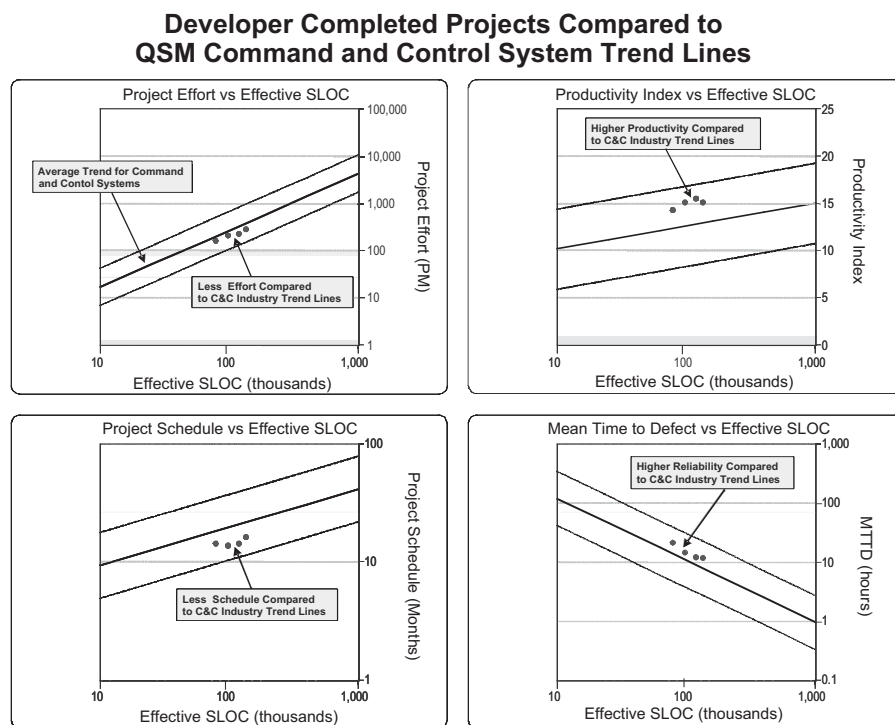 Developer Completed Projects Compared to
QSM Command and Control System Trend Lines
Project Effort vs Effective SLOC
100,000
10,000
1,000
100
10
1
Project Effort (PM)
Average Trend for Command
and Contol Systems
Less Effort Compared
to C&C Industry Trend Lines
10
100
1,000
Effective SLOC (thousands)
Productivity Index vs Effective SLOC
25
20
15
10
5
0
Productivity Index
Higher Productivity Compared
to C&C Industry Trend Lines
10
100
1,000
Effective SLOC (thousands)
Project Schedule vs Effective SLOC
100
10
1
Project Schedule (Months)
Less Schedule Compared
to C&C Industry Trend Lines
10
100
1,000
Effective SLOC (thousands)
Mean Time to Defect vs Effective SLOC
1,000
100
10
1
0.1
MTTD (hours)
Higher Reliability Compared
to C&C Industry Trend Lines
10
100
1,000
Effective SLOC (thousands)